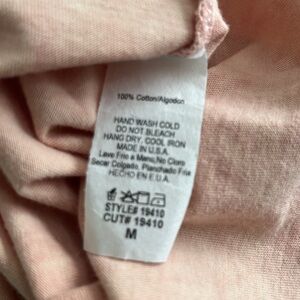 100% Cotton/Algodon
HAND WASH COLD
DO NOT BLEACH
HANG DRY, COOL IRON
MADE IN U.S.A.
Lave Frio a Mano,No Cloro
Secar Colgado, Planchado Fria
HECHO EN E.U.A.
STYLE# 19410
CUT# 19410
M